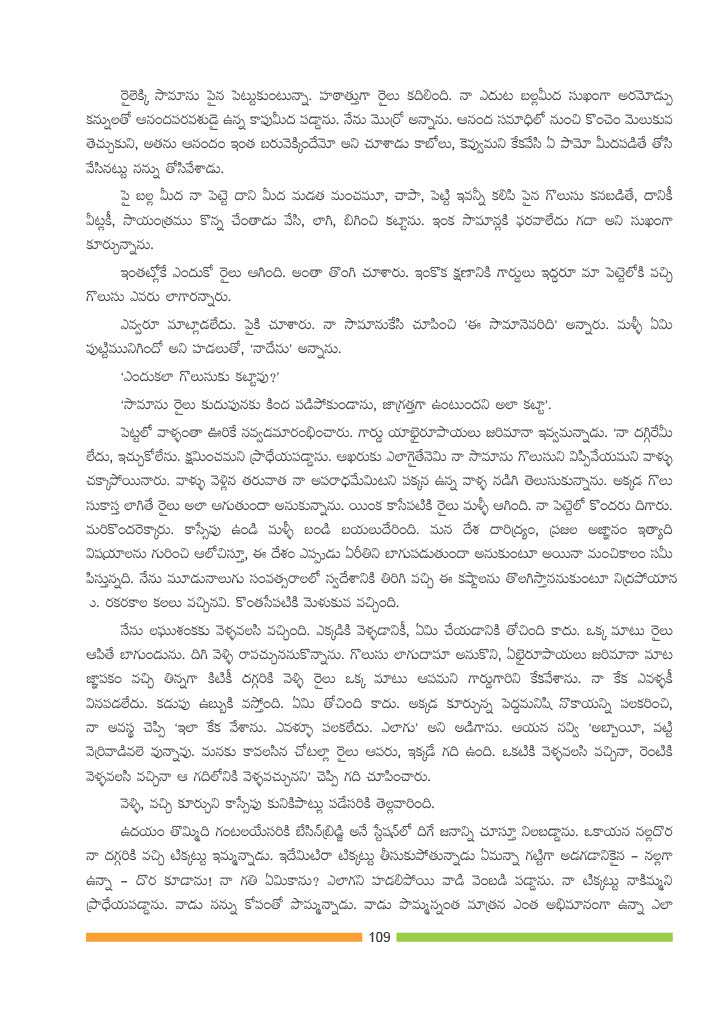 రైలెక్కి సామాను పైన పెట్టుకుంటున్నా. హఠాత్తుగా రైలు కదిలింది. నా ఎదుట బల్లమీద సుఖంగా అరమోడ్పు
కన్నులతో ఆనందపరవశుడై ఉన్న కాపుమీద పడ్డాను. నేను మొర్రో అన్నాను. ఆనంద సమాధిలో నుంచి కొంచెం మెలుకువ
తెచ్చుకుని, అతను ఆనందం ఇంత బరువెక్కిందేమో అని చూశాడు కాబోలు, కెవ్వుమని కేకవేసి ఏ పామో మీదపడితే తోసి
వేసినట్టు నన్ను తోసివేశాడు.
పై బల్ల మీద నా పెట్టె దాని మీద మడత మంచమూ, చాపా, పెట్టి ఇవన్నీ కలిపి పైన గొలుసు కనబడితే, దానికీ
వీట్లకీ, సాయంత్రము కొన్న చేంతాడు వేసి, లాగి, బిగించి కట్టాను. ఇంక సామాన్లకి ఫరవాలేదు గదా అని సుఖంగా
కూర్చున్నాను.
ఇంతట్లోకే ఎందుకో రైలు ఆగింది. అంతా తొంగి చూశారు. ఇంకొక క్షణానికి గార్డులు ఇద్దరూ మా పెట్టెలోకి వచ్చి
గొలుసు ఎవరు లాగారన్నారు.
ఎవ్వరూ మాట్లాడలేదు. పైకి చూశారు. నా సామానుకేసి చూపించి ‘ఈ సామానెవరిది’ అన్నారు. మళ్ళీ ఏమి
పుట్టిమునిగిందో అని హడలుతో, ‘నాదేను’ అన్నాను.
‘ఎందుకలా గొలుసుకు కట్టావు?’
‘సామాను రైలు కుదుపునకు కింద పడిపోకుండాను, జాగ్రత్తగా ఉంటుందని అలా కట్టా’.
పెట్టలో వాళ్ళంతా ఊరికే నవ్వడమారంభించారు. గార్డు యాభైరూపాయలు జరిమానా ఇవ్వమన్నాడు. ‘నా దగ్గిరేమీ
లేదు, ఇచ్చుకోలేను. క్షమించమని ప్రాధేయపడ్డాను. ఆఖరుకు ఎలాగైతేనేమి నా సామాను గొలుసుని విప్పివేయమని వాళ్ళు
చక్కాపోయినారు. వాళ్ళు వెళ్లిన తరువాత నా అపరాధమేమిటని పక్కన ఉన్న వాళ్ళ నడిగి తెలుసుకున్నాను. అక్కడ గొలు
సుకాస్త లాగితే రైలు అలా ఆగుతుందా అనుకున్నాను. యింక కాసేపటికి రైలు మళ్ళీ ఆగింది. నా పెట్టెలో కొందరు దిగారు.
మరికొందరెక్కారు. కాస్సేపు ఉండి మళ్ళీ బండి బయలుదేరింది. మన దేశ దారిద్ర్యం, ప్రజల అజ్ఞానం ఇత్యాది
విషయాలను గురించి ఆలోచిస్తూ, ఈ దేశం ఎప్పుడు ఏరీతిని బాగుపడుతుందా అనుకుంటూ అయినా మంచికాలం సమీ
పిస్తున్నది. నేను మూడునాలుగు సంవత్సరాలలో స్వదేశానికి తిరిగి వచ్చి ఈ కష్టాలను తొలగిస్తాననుకుంటూ నిద్రపోయాన
ు. రకరకాల కలలు వచ్చినవి. కొంతసేపటికి మెళుకువ వచ్చింది.
నేను లఘుశంకకు వెళ్ళవలసి వచ్చింది. ఎక్కడికి వెళ్ళడానికీ, ఏమి చేయడానికి తోచింది కాదు. ఒక్క మాటు రైలు
ఆపితే బాగుండును. దిగి వెళ్ళి రావచ్చుననుకొన్నాను. గొలుసు లాగుదామా అనుకొని, ఏభైరూపాయలు జరిమానా మాట
జ్ఞాపకం వచ్చి తిన్నగా కిటికీ దగ్గరికి వెళ్ళి రైలు ఒక్క మాటు ఆపమని గార్డుగారిని కేకవేశాను. నా కేక ఎవళ్ళకీ
వినపడలేదు. కడుపు ఉబ్బుకి వస్తోంది. ఏమి తోచింది కాదు. అక్కడ కూర్చున్న పెద్దమనిషి నొకాయన్ని పలకరించి,
నా అవస్థ చెప్పి ‘ఇలా కేక వేశాను. ఎవళ్ళూ పలకలేదు. ఎలాగు’ అని అడిగాను. ఆయన నవ్వి ‘అబ్బాయీ, వట్టి
వెర్రివాడివలె వున్నావు. మనకు కావలసిన చోటల్లా రైలు ఆపరు, ఇక్కడే గది ఉంది. ఒకటికి వెళ్ళవలసి వచ్చినా, రెంటికి
వెళ్ళవలసి వచ్చినా ఆ గదిలోనికి వెళ్ళవచ్చునని’ చెప్పి గది చూపించారు.
వెళ్ళి, వచ్చి కూర్చుని కాస్సేపు కునికిపాట్లు పడేసరికి తెల్లవారింది.
ఉదయం తొమ్మిది గంటలయేసరికి బేసిన్‌బ్రిడ్జి అనే స్టేషన్‌లో దిగే జనాన్ని చూస్తూ నిలబడ్డాను. ఒకాయన నల్లదొర
నా దగ్గరికి వచ్చి టిక్కట్టు ఇమ్మన్నాడు. ఇదేమిటిరా టిక్కట్టు తీసుకుపోతున్నాడు ఏమన్నా గట్టిగా అడగడానికైన – నల్లగా
ఉన్నా – దొర కూడాను! నా గతి ఏమికాను? ఎలాగని హడలిపోయి వాడి వెంబడి పడ్డాను. నా టిక్కట్టు నాకిమ్మని
ప్రాధేయపడ్డాను. వాడు నన్ను కోపంతో పొమ్మన్నాడు. వాడు పొమ్మన్నంత మాత్రన ఎంత అభిమానంగా ఉన్నా ఎలా
109